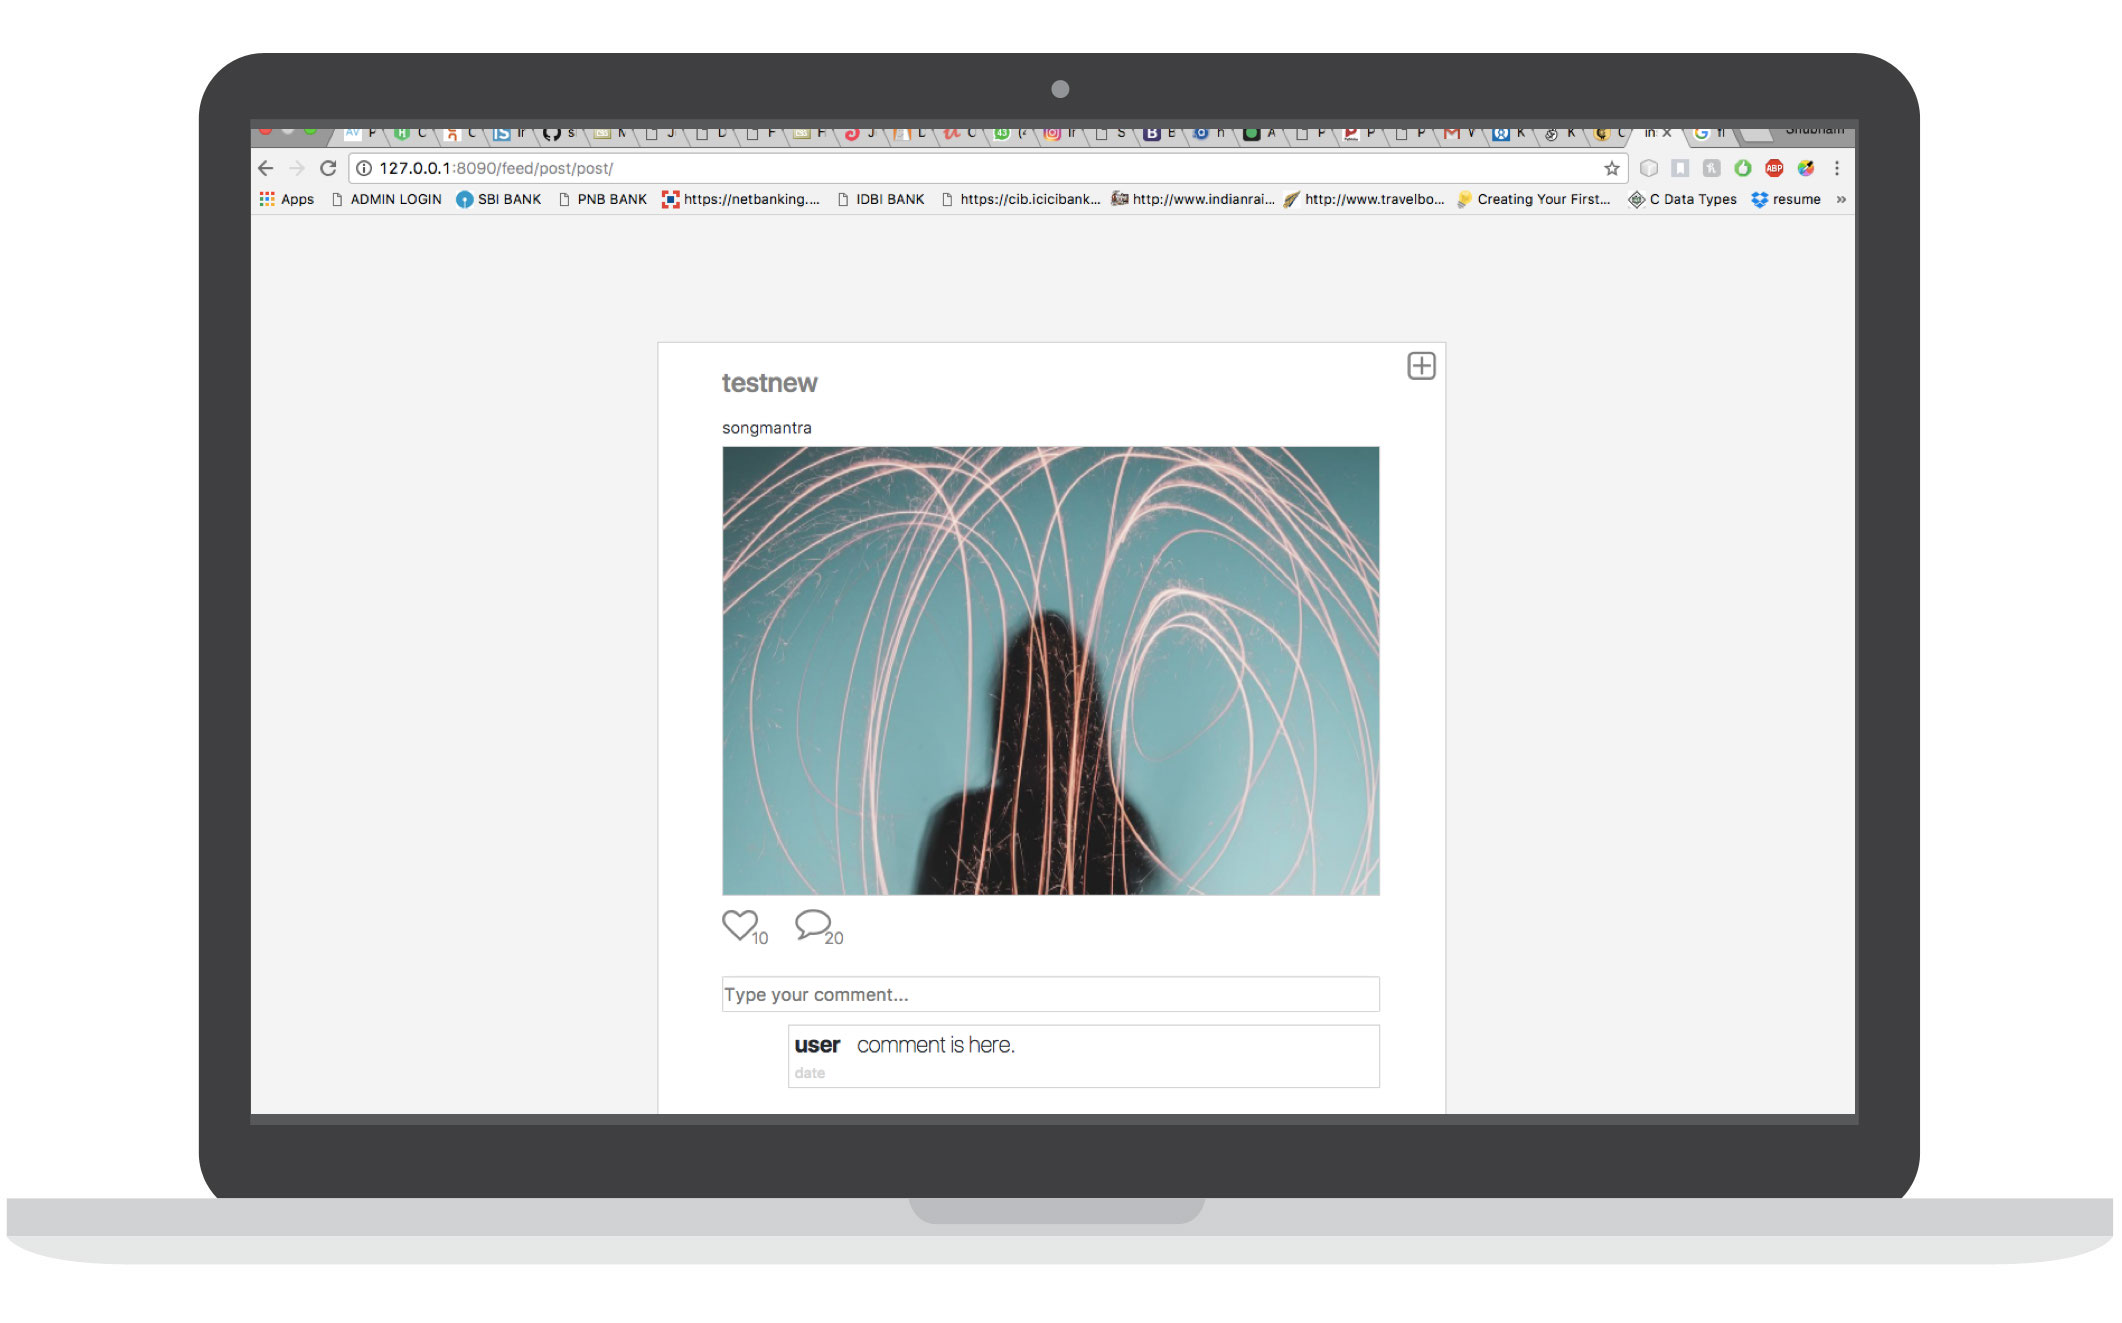 Shubham
127.0.0.1:8090/feed/post/post/
ABP
Apps ADMIN LOGIN SBI BANK PNB BANK https://netbanking.... IDBI BANK https://cib.icicibank... http://www.indianrai... http://www.travelbo... Creating Your First... C Data Types resume »
testnew
songmantra
10 20
Type your comment...
user comment is here.
date